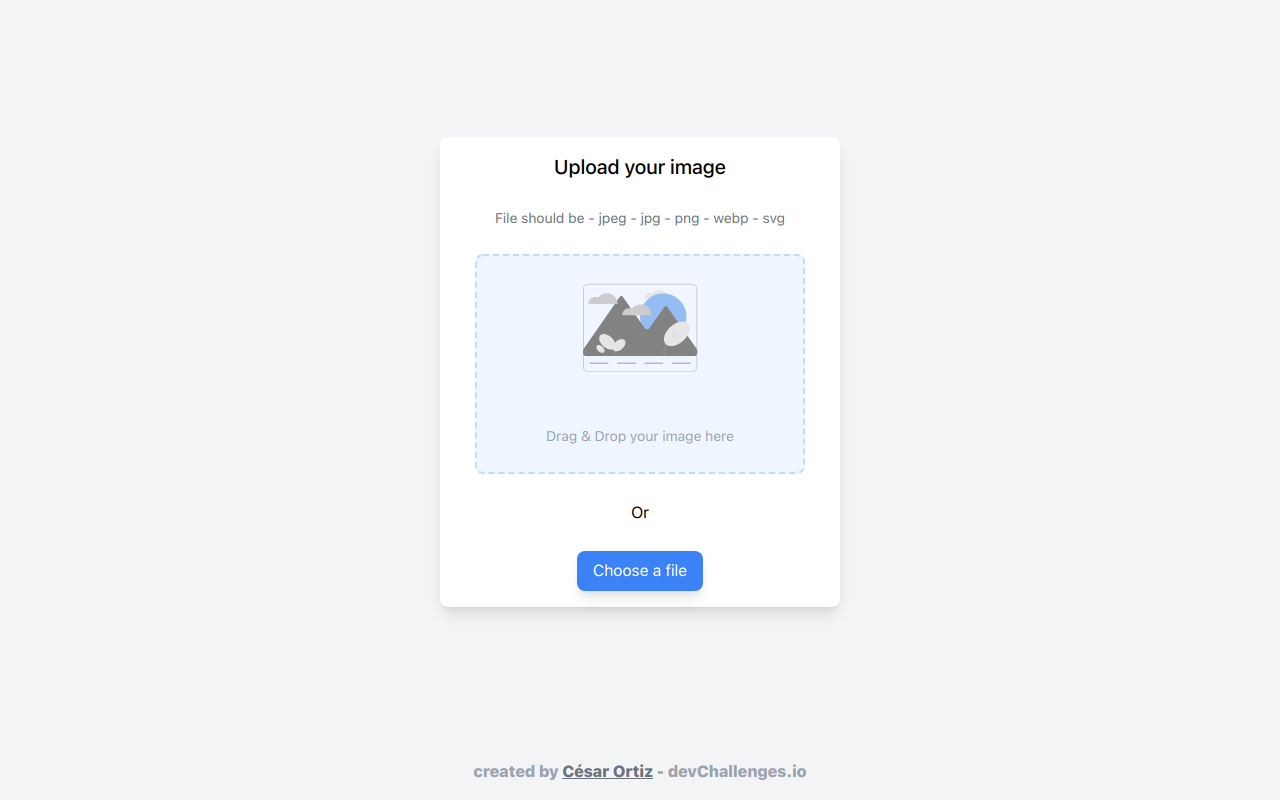 Upload your image
File should be - jpeg - jpg - png - webp - svg
Drag & Drop your image here
Or
Choose a file
created by César Ortiz - devChallenges.io